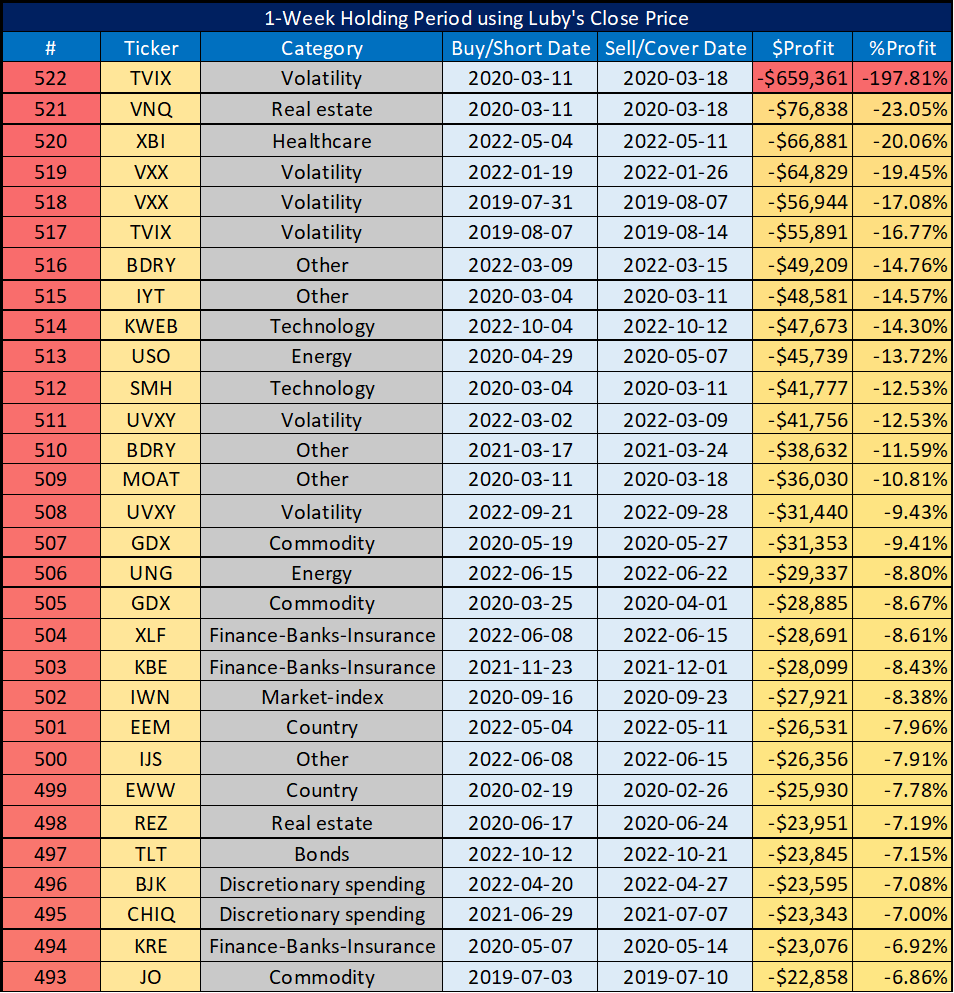 1-Week Holding Period using Luby's Close Price
# Ticker Category Buy/Short Date Sell/Cover Date $Profit %Profit
522 TVIX Volatility 2020-03-11 2020-03-18 -$659,361 -197.81%
521 VNQ Real estate 2020-03-11 2020-03-18 -$76,838 -23.05%
520 XBI Healthcare 2022-05-04 2022-05-11 -$66,881 -20.06%
519 VXX Volatility 2022-01-19 2022-01-26 -$64,829 -19.45%
518 VXX Volatility 2019-07-31 2019-08-07 -$56,944 -17.08%
517 TVIX Volatility 2019-08-07 2019-08-14 -$55,891 -16.77%
516 BDRY Other 2022-03-09 2022-03-15 -$49,209 -14.76%
515 IYT Other 2020-03-04 2020-03-11 -$48,581 -14.57%
514 KWEB Technology 2022-10-04 2022-10-12 -$47,673 -14.30%
513 USO Energy 2020-04-29 2020-05-07 -$45,739 -13.72%
512 SMH Technology 2020-03-04 2020-03-11 -$41,777 -12.53%
511 UVXY Volatility 2022-03-02 2022-03-09 -$41,756 -12.53%
510 BDRY Other 2021-03-17 2021-03-24 -$38,632 -11.59%
509 MOAT Other 2020-03-11 2020-03-18 -$36,030 -10.81%
508 UVXY Volatility 2022-09-21 2022-09-28 -$31,440 -9.43%
507 GDX Commodity 2020-05-19 2020-05-27 -$31,353 -9.41%
506 UNG Energy 2022-06-15 2022-06-22 -$29,337 -8.80%
505 GDX Commodity 2020-03-25 2020-04-01 -$28,885 -8.67%
504 XLF Finance-Banks-Insurance 2022-06-08 2022-06-15 -$28,691 -8.61%
503 KBE Finance-Banks-Insurance 2021-11-23 2021-12-01 -$28,099 -8.43%
502 IWN Market-index 2020-09-16 2020-09-23 -$27,921 -8.38%
501 EEM Country 2022-05-04 2022-05-11 -$26,531 -7.96%
500 IJS Other 2022-06-08 2022-06-15 -$26,356 -7.91%
499 EWW Country 2020-02-19 2020-02-26 -$25,930 -7.78%
498 REZ Real estate 2020-06-17 2020-06-24 -$23,951 -7.19%
497 TLT Bonds 2022-10-12 2022-10-21 -$23,845 -7.15%
496 BJK Discretionary spending 2022-04-20 2022-04-27 -$23,595 -7.08%
495 CHIQ Discretionary spending 2021-06-29 2021-07-07 -$23,343 -7.00%
494 KRE Finance-Banks-Insurance 2020-05-07 2020-05-14 -$23,076 -6.92%
493 JO Commodity 2019-07-03 2019-07-10 -$22,858 -6.86%